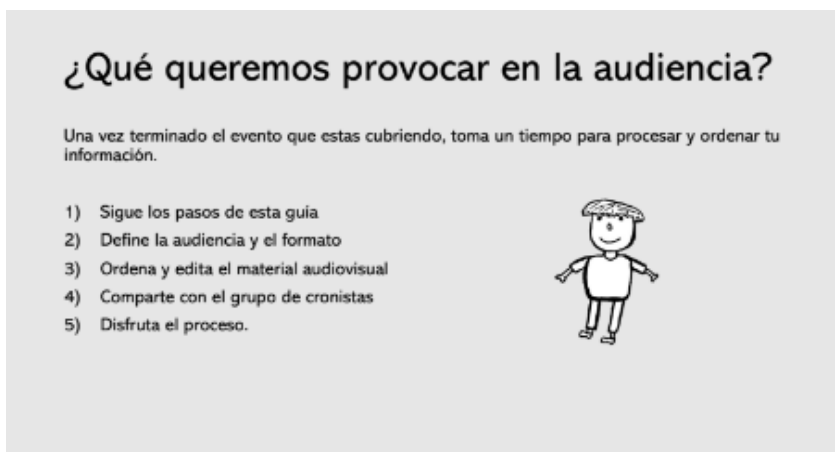 ¿Qué queremos provocar en la audiencia?
Una vez terminado el evento que estas cubriendo, toma un tiempo para procesar y ordenar tu
información.
1) Sigue los pasos de esta guía
2) Define la audiencia y el formato
3) Ordena y edita el material audiovisual
4) Comparte con el grupo de cronistas
5) Disfruta el proceso.